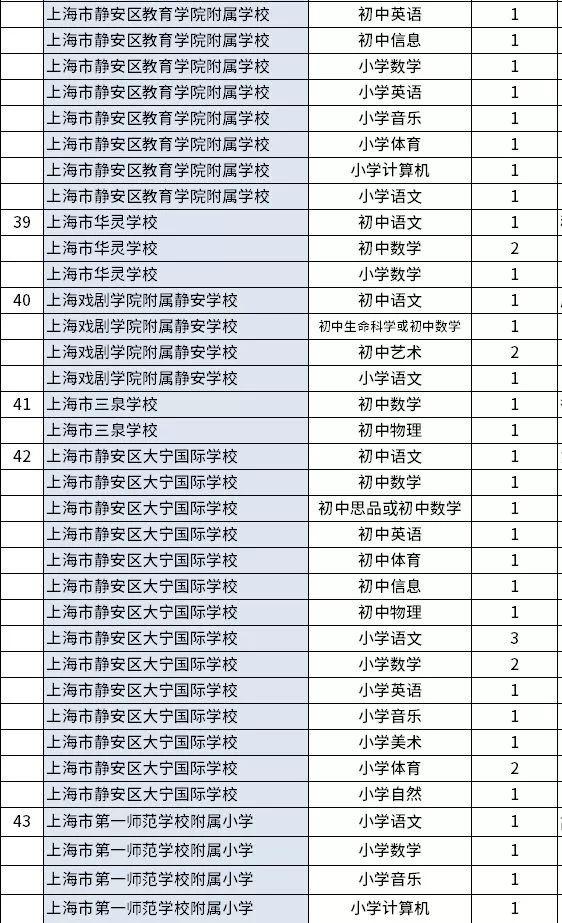 上海市静安区教育学院附属学校 初中英语 1
上海市静安区教育学院附属学校 初中信息 1
上海市静安区教育学院附属学校 小学数学 1
上海市静安区教育学院附属学校 小学英语 1
上海市静安区教育学院附属学校 小学音乐 1
上海市静安区教育学院附属学校 小学体育 1
上海市静安区教育学院附属学校 小学计算机 1
上海市静安区教育学院附属学校 小学语文 1
39 上海市华灵学校 初中语文 1
上海市华灵学校 初中数学 2
上海市华灵学校 小学数学 1
40 上海戏剧学院附属静安学校 初中语文 1
上海戏剧学院附属静安学校 初中生命科学或初中数学 1
上海戏剧学院附属静安学校 初中艺术 2
上海戏剧学院附属静安学校 小学语文 1
41 上海市三泉学校 初中数学 1
上海市三泉学校 初中物理 1
42 上海市静安区大宁国际学校 初中语文 1
上海市静安区大宁国际学校 初中数学 1
上海市静安区大宁国际学校 初中思品或初中数学 1
上海市静安区大宁国际学校 初中英语 1
上海市静安区大宁国际学校 初中体育 1
上海市静安区大宁国际学校 初中信息 1
上海市静安区大宁国际学校 初中物理 1
上海市静安区大宁国际学校 小学语文 3
上海市静安区大宁国际学校 小学数学 2
上海市静安区大宁国际学校 小学英语 1
上海市静安区大宁国际学校 小学音乐 1
上海市静安区大宁国际学校 小学美术 1
上海市静安区大宁国际学校 小学体育 2
上海市静安区大宁国际学校 小学自然 1
43 上海市第一师范学校附属小学 小学语文 1
上海市第一师范学校附属小学 小学数学 1
上海市第一师范学校附属小学 小学音乐 1
上海市第一师范学校附属小学 小学计算机 1